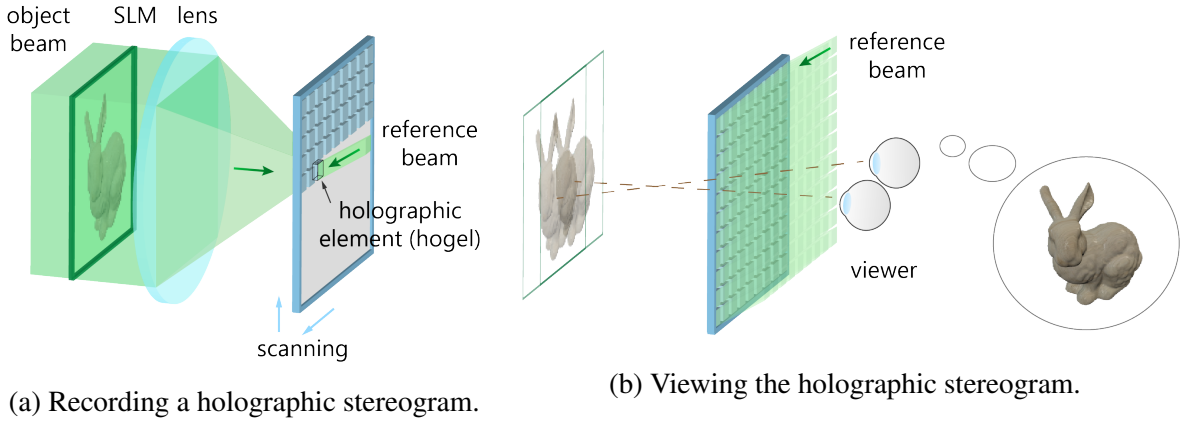 object
beam
SLM
lens
reference
beam
holographic
element (hogel)
scanning
(a) Recording a holographic stereogram.
reference
beam
viewer
(b) Viewing the holographic stereogram.